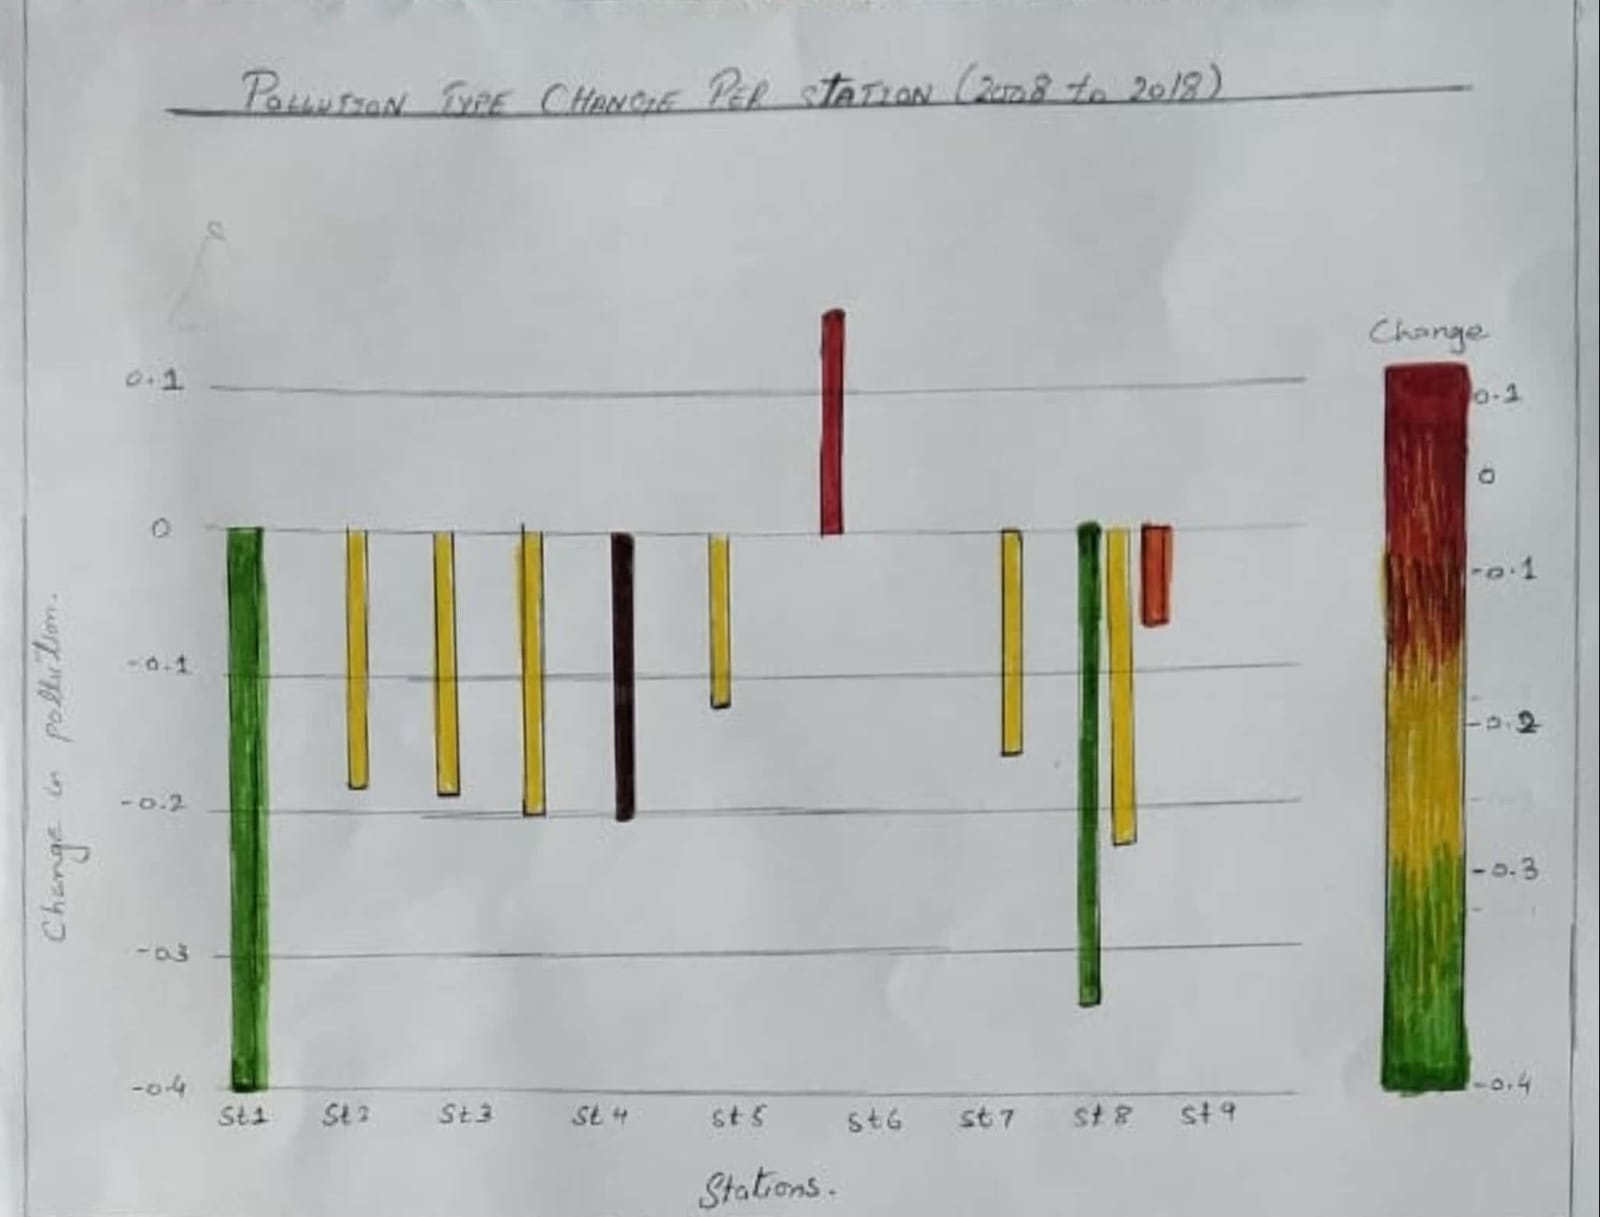 POLLUTION TYPE CHANGE PER STATION (2008 to 2018)
Change
0.1
0
-0.1
-0.2
-0.3
-0.4
0.1
0
-0.1
-0.2
-0.3
-0.4
Change in pollution.
St1 St2 St3 St4 St5 St6 St7 St8 St9
Stations.